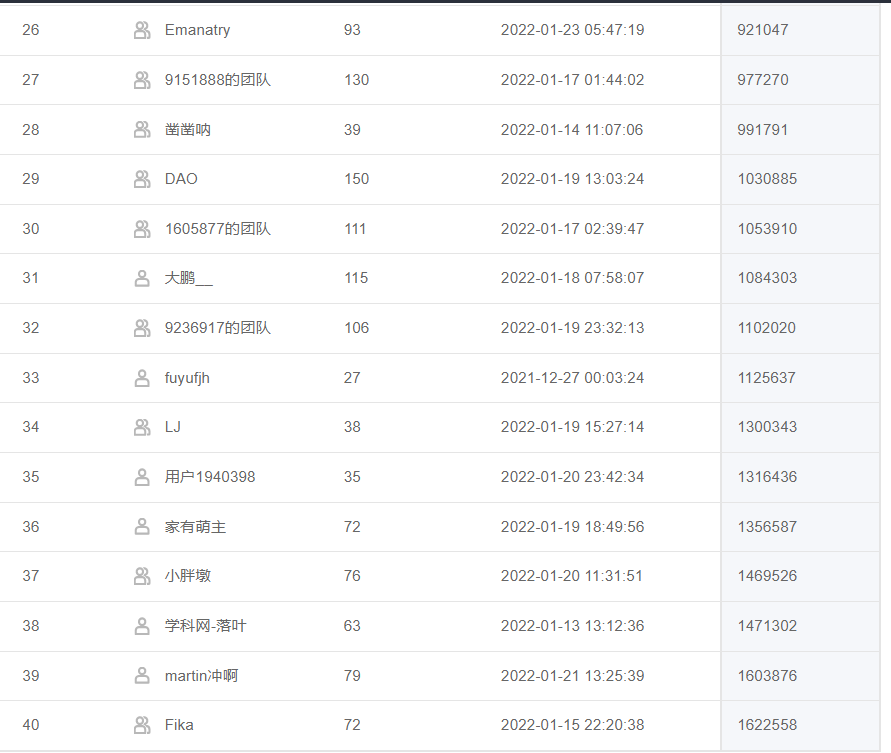 26 Emanatry 93 2022-01-23 05:47:19 921047
27 9151888的团队 130 2022-01-17 01:44:02 977270
28 凿凿呐 39 2022-01-14 11:07:06 991791
29 DAO 150 2022-01-19 13:03:24 1030885
30 1605877的团队 111 2022-01-17 02:39:47 1053910
31 大鹏__ 115 2022-01-18 07:58:07 1084303
32 9236917的团队 106 2022-01-19 23:32:13 1102020
33 fuyufjh 27 2021-12-27 00:03:24 1125637
34 LJ 38 2022-01-19 15:27:14 1300343
35 用户1940398 35 2022-01-20 23:42:34 1316436
36 家有萌主 72 2022-01-19 18:49:56 1356587
37 小胖墩 76 2022-01-20 11:31:51 1469526
38 学科网-落叶 63 2022-01-13 13:12:36 1471302
39 martin冲啊 79 2022-01-21 13:25:39 1603876
40 Fika 72 2022-01-15 22:20:38 1622558